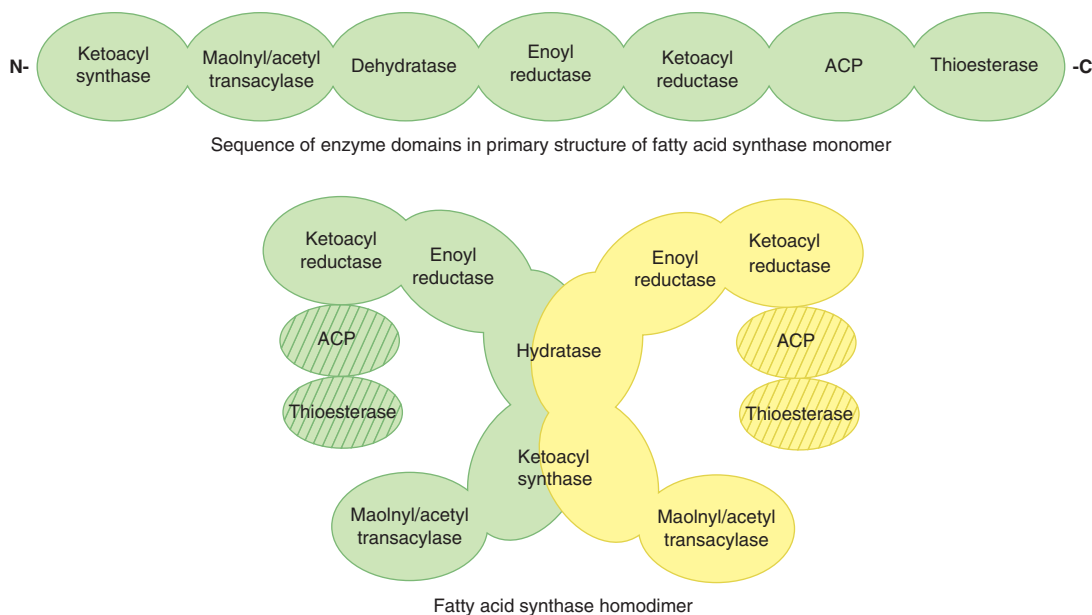 N-
Ketoacyl
synthase
Maolnyl/acetyl
transacylase
Dehydratase
Enoyl
reductase
Ketoacyl
reductase
ACP
Thioesterase
-C
Sequence of enzyme domains in primary structure of fatty acid synthase monomer
Ketoacyl
reductase
Enoyl
reductase
Enoyl
reductase
Ketoacyl
reductase
ACP
Hydratase
ACP
Thioesterase
Thioesterase
Ketoacyl
synthase
Maolnyl/acetyl
transacylase
Maolnyl/acetyl
transacylase
Fatty acid synthase homodimer